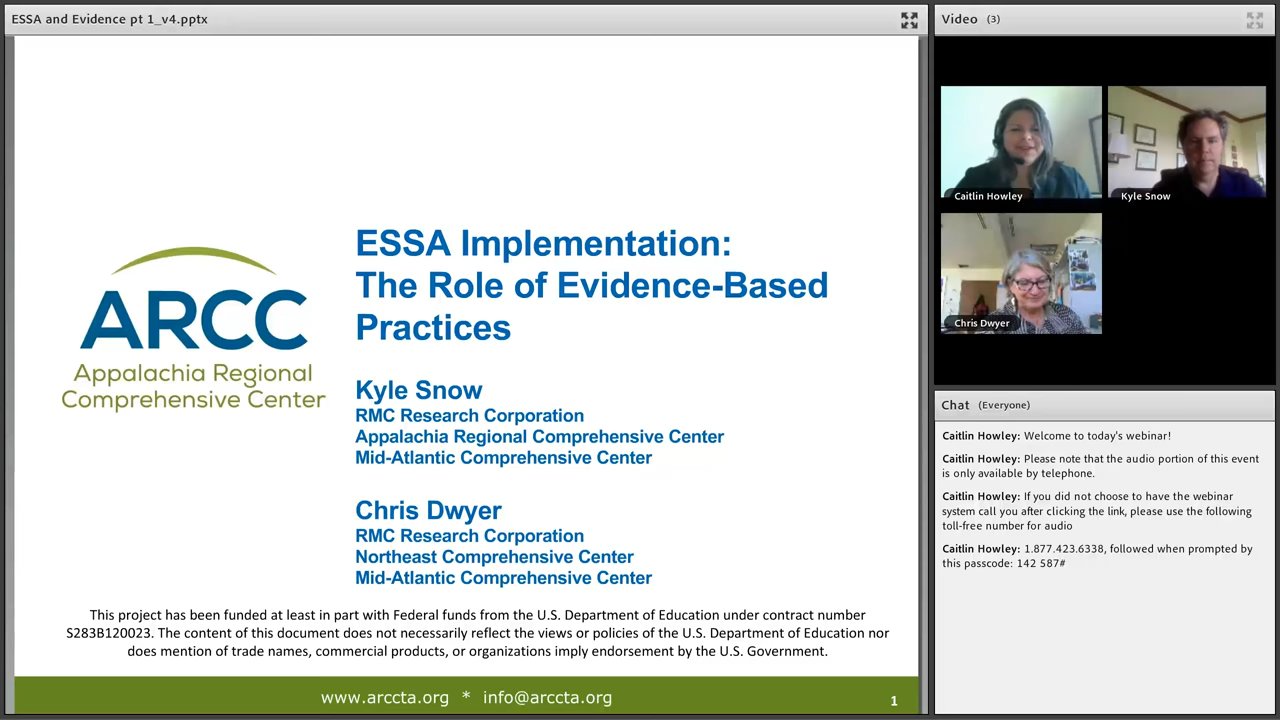 ESSA and Evidence pt 1_v4.pptx
ESSA Implementation:
The Role of Evidence-Based
Practices
ARCC
Appalachia Regional
Comprehensive Center
Kyle Snow
RMC Research Corporation
Appalachia Regional Comprehensive Center
Mid-Atlantic Comprehensive Center
Chris Dwyer
RMC Research Corporation
Northeast Comprehensive Center
Mid-Atlantic Comprehensive Center
This project has been funded at least in part with Federal funds from the U.S. Department of Education under contract number
S283B120023. The content of this document does not necessarily reflect the views or policies of the U.S. Department of Education nor
does mention of trade names, commercial products, or organizations imply endorsement by the U.S. Government.
www.arccta.org * info@arccta.org
1
Video (3)
Caitlin Howley
Kyle Snow
Chris Dwyer
Chat (Everyone)
Caitlin Howley: Welcome to today's webinar!
Caitlin Howley: Please note that the audio portion of this event
is only available by telephone.
Caitlin Howley: If you did not choose to have the webinar
system call you after clicking the link, please use the following
toll-free number for audio
Caitlin Howley: 1.877.423.6338, followed when prompted by
this passcode: 142 587#